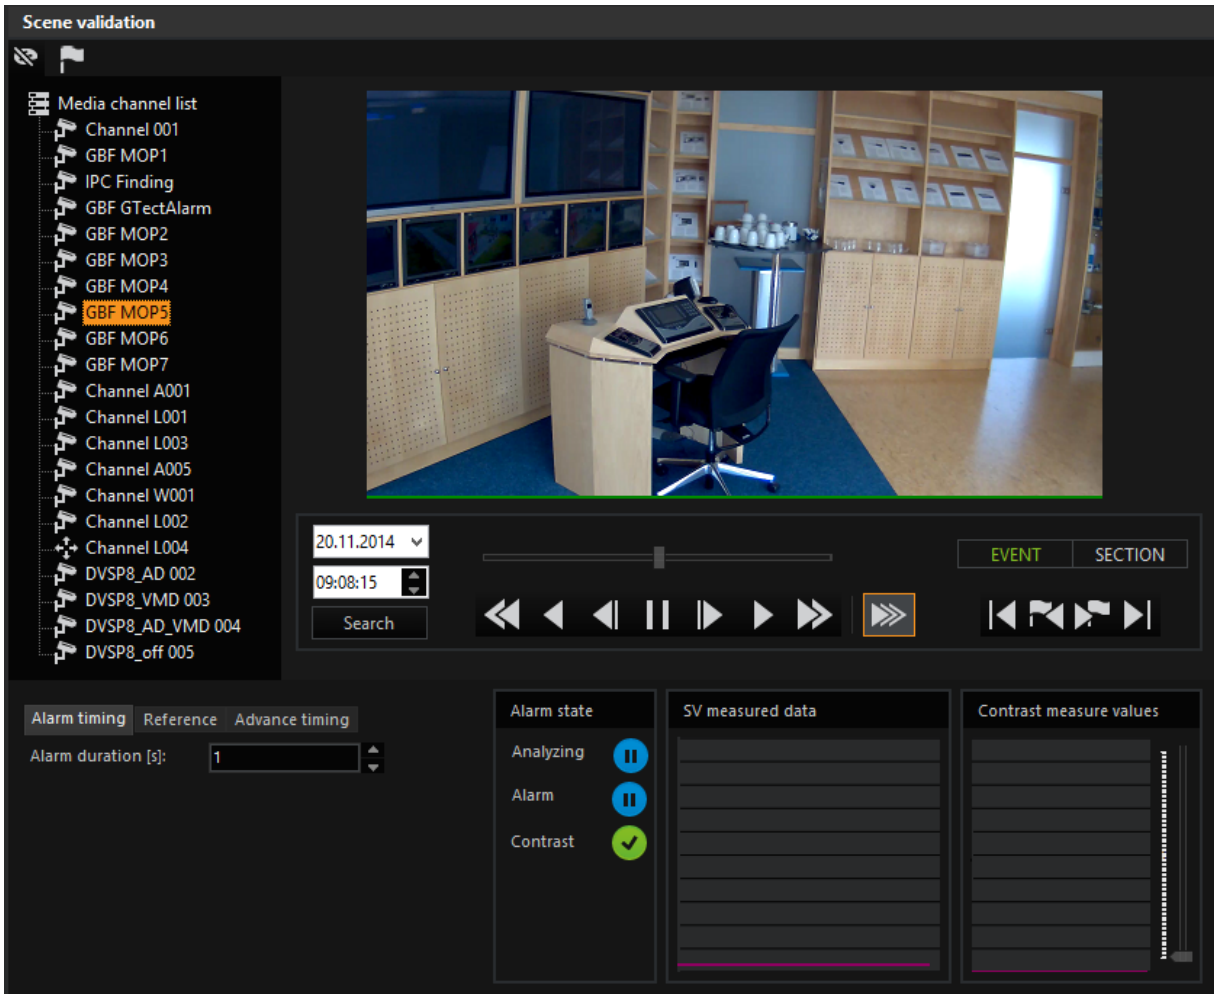 Scene validation
Media channel list
Channel 001
GBF MOP1
IPC Finding
GBF GTectAlarm
GBF MOP2
GBF MOP3
GBF MOP4
GBF MOP5
GBF MOP6
GBF MOP7
Channel A001
Channel L001
Channel L003
Channel A005
Channel W001
Channel L002
Channel L004
DVSP8_AD 002
DVSP8_VMD 003
DVSP8_AD_VMD 004
DVSP8_off 005
20.11.2014
09:08:15
Search
EVENT SECTION
Alarm timing Reference Advance timing
Alarm duration [s]: 1
Alarm state
Analyzing
Alarm
Contrast
SV measured data
Contrast measure values